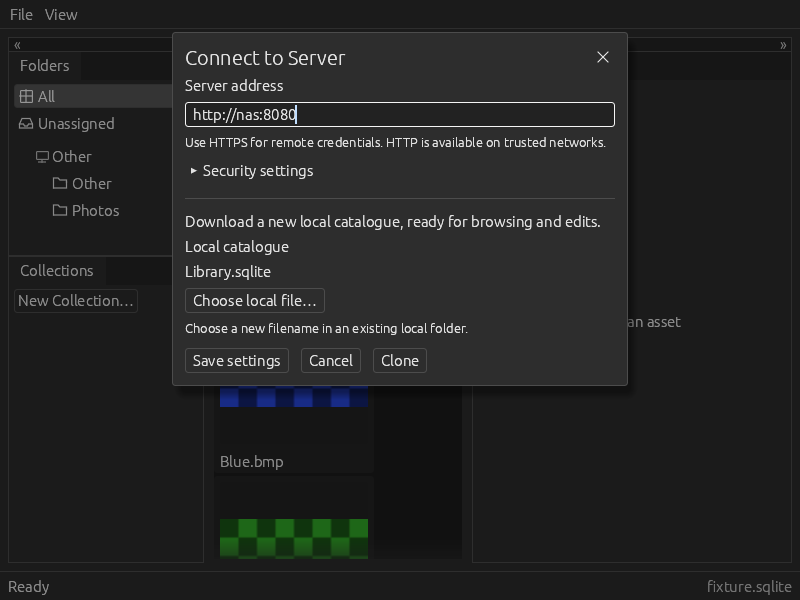 File View
« »
Folders
All
Unassigned
Other
Other
Photos
Collections
New Collection...
Connect to Server
Server address
http://nas:8080
Use HTTPS for remote credentials. HTTP is available on trusted networks.
Security settings
Download a new local catalogue, ready for browsing and edits.
Local catalogue
Library.sqlite
Choose local file...
Choose a new filename in an existing local folder.
Save settings Cancel Clone
an asset
Blue.bmp
Ready
fixture.sqlite